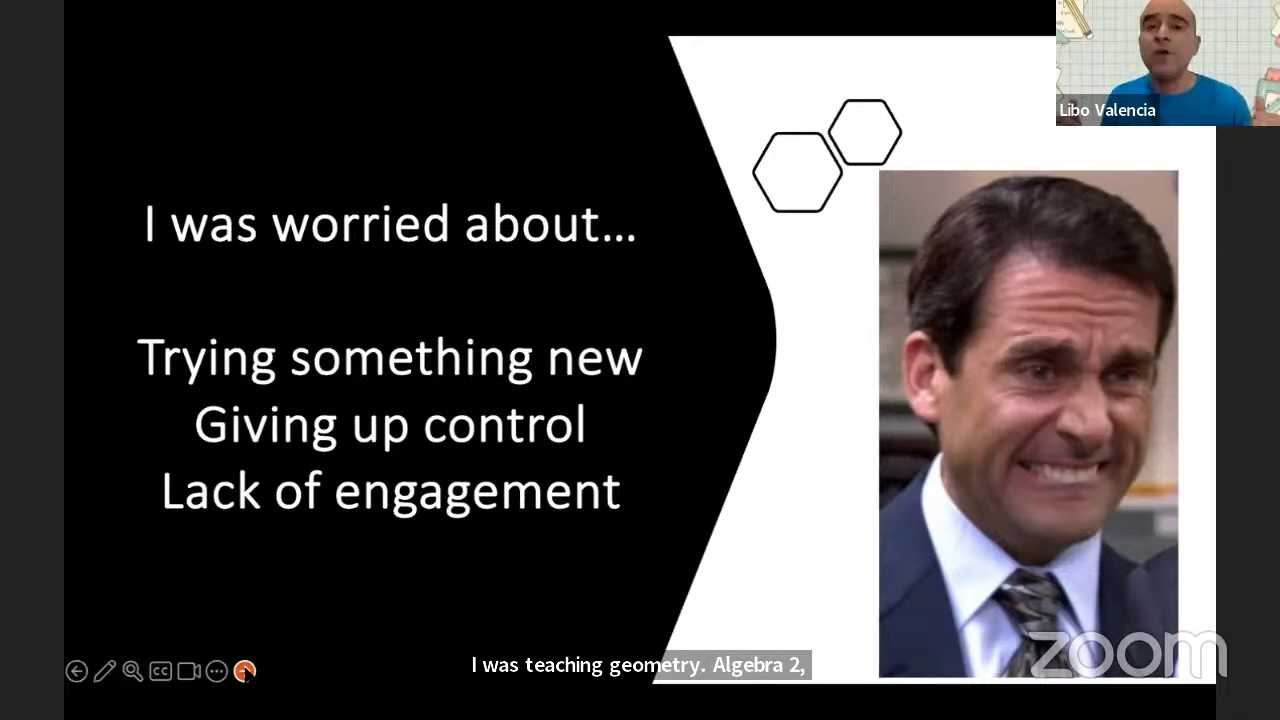 Libo Valencia
I was worried about...
Trying something new
Giving up control
Lack of engagement
CC
I was teaching geometry. Algebra 2,
zoom